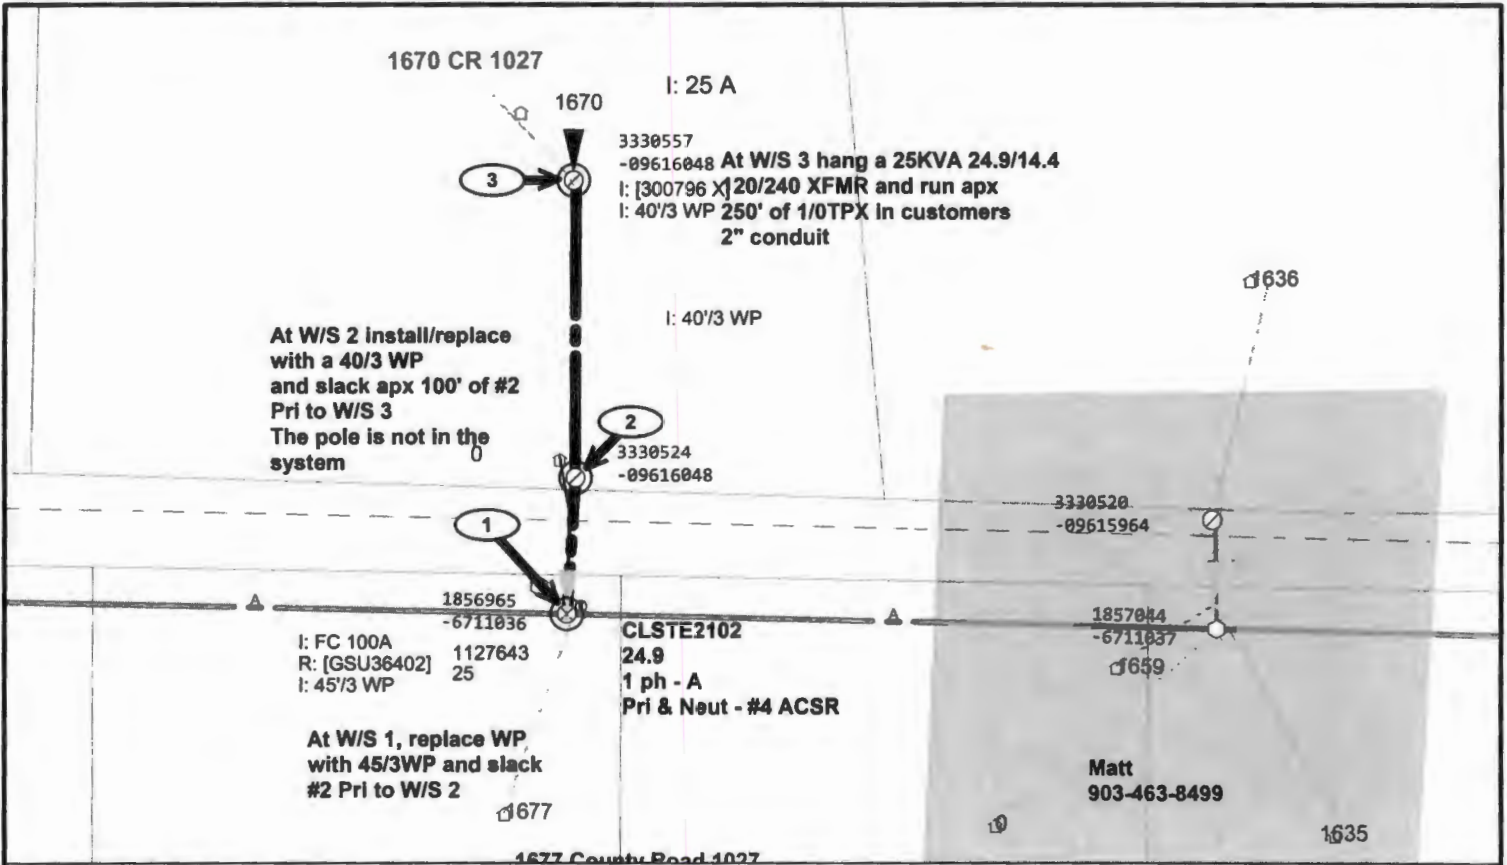 1670 CR 1027
I: 25 A
1670
3330557
-09616048
I: [300796 X]
I: 40'/3 WP
At W/S 3 hang a 25KVA 24.9/14.4
120/240 XFMR and run apx
250' of 1/0TPX in customers
2" conduit
3
1636
I: 40'/3 WP
At W/S 2 install/replace
with a 40/3 WP
and slack apx 100' of #2
Pri to W/S 3
The pole is not in the
system
0
2
3330524
-09616048
1
3330520
-09615964
1856965
-6711036
I: FC 100A
R: [GSU36402]
I: 45'/3 WP
1127643
25
CLSTE2102
24.9
1 ph - A
Pri & Neut - #4 ACSR
A
A
1857044
-6711037
1659
At W/S 1, replace WP
with 45/3WP and slack
#2 Pri to W/S 2
1677
Matt
903-463-8499
0
1635
1677 County Road 1027